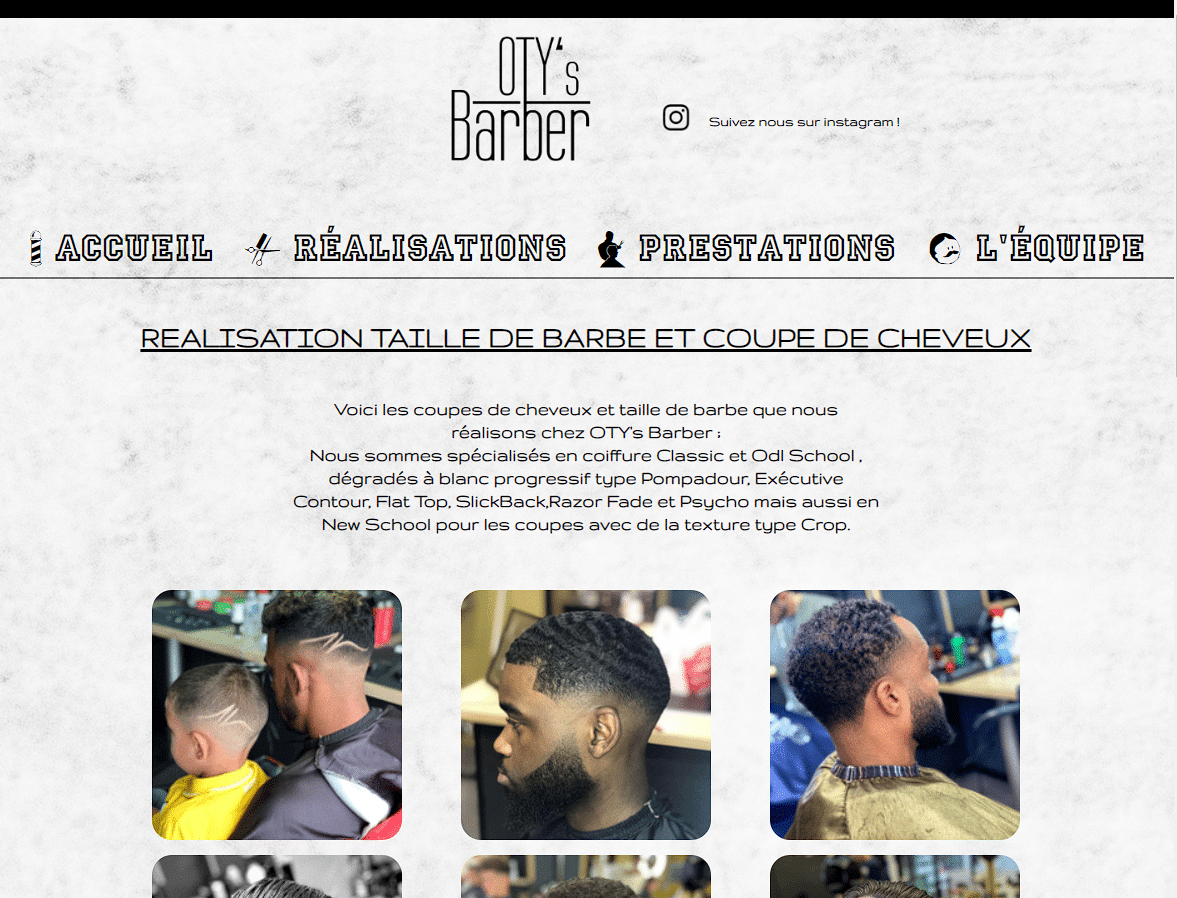 OTY's
Barber
Suivez nous sur instagram !
ACCUEIL RÉALISATIONS PRESTATIONS L'ÉQUIPE
REALISATION TAILLE DE BARBE ET COUPE DE CHEVEUX
Voici les coupes de cheveux et taille de barbe que nous
réalisons chez OTY's Barber ;
Nous sommes spécialisés en coiffure Classic et Odl School ,
dégradés à blanc progressif type Pompadour, Exécutive
Contour, Flat Top, SlickBack,Razor Fade et Psycho mais aussi en
New School pour les coupes avec de la texture type Crop.